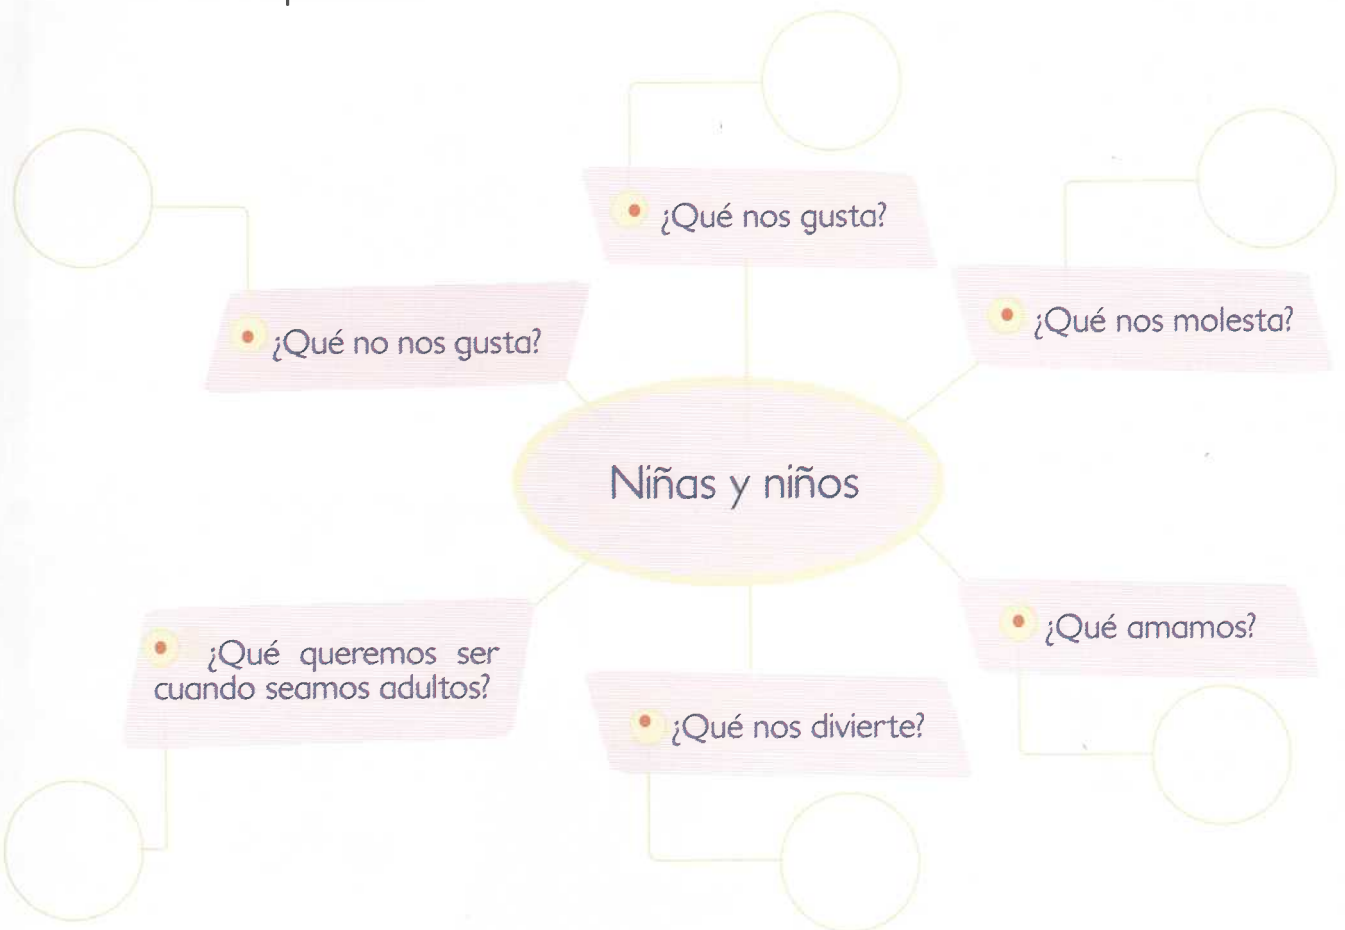 ¿Qué nos gusta?
¿Qué nos molesta?
¿Qué no nos gusta?
Niñas y niños
¿Qué amamos?
¿Qué queremos ser
cuando seamos adultos?
¿Qué nos divierte?